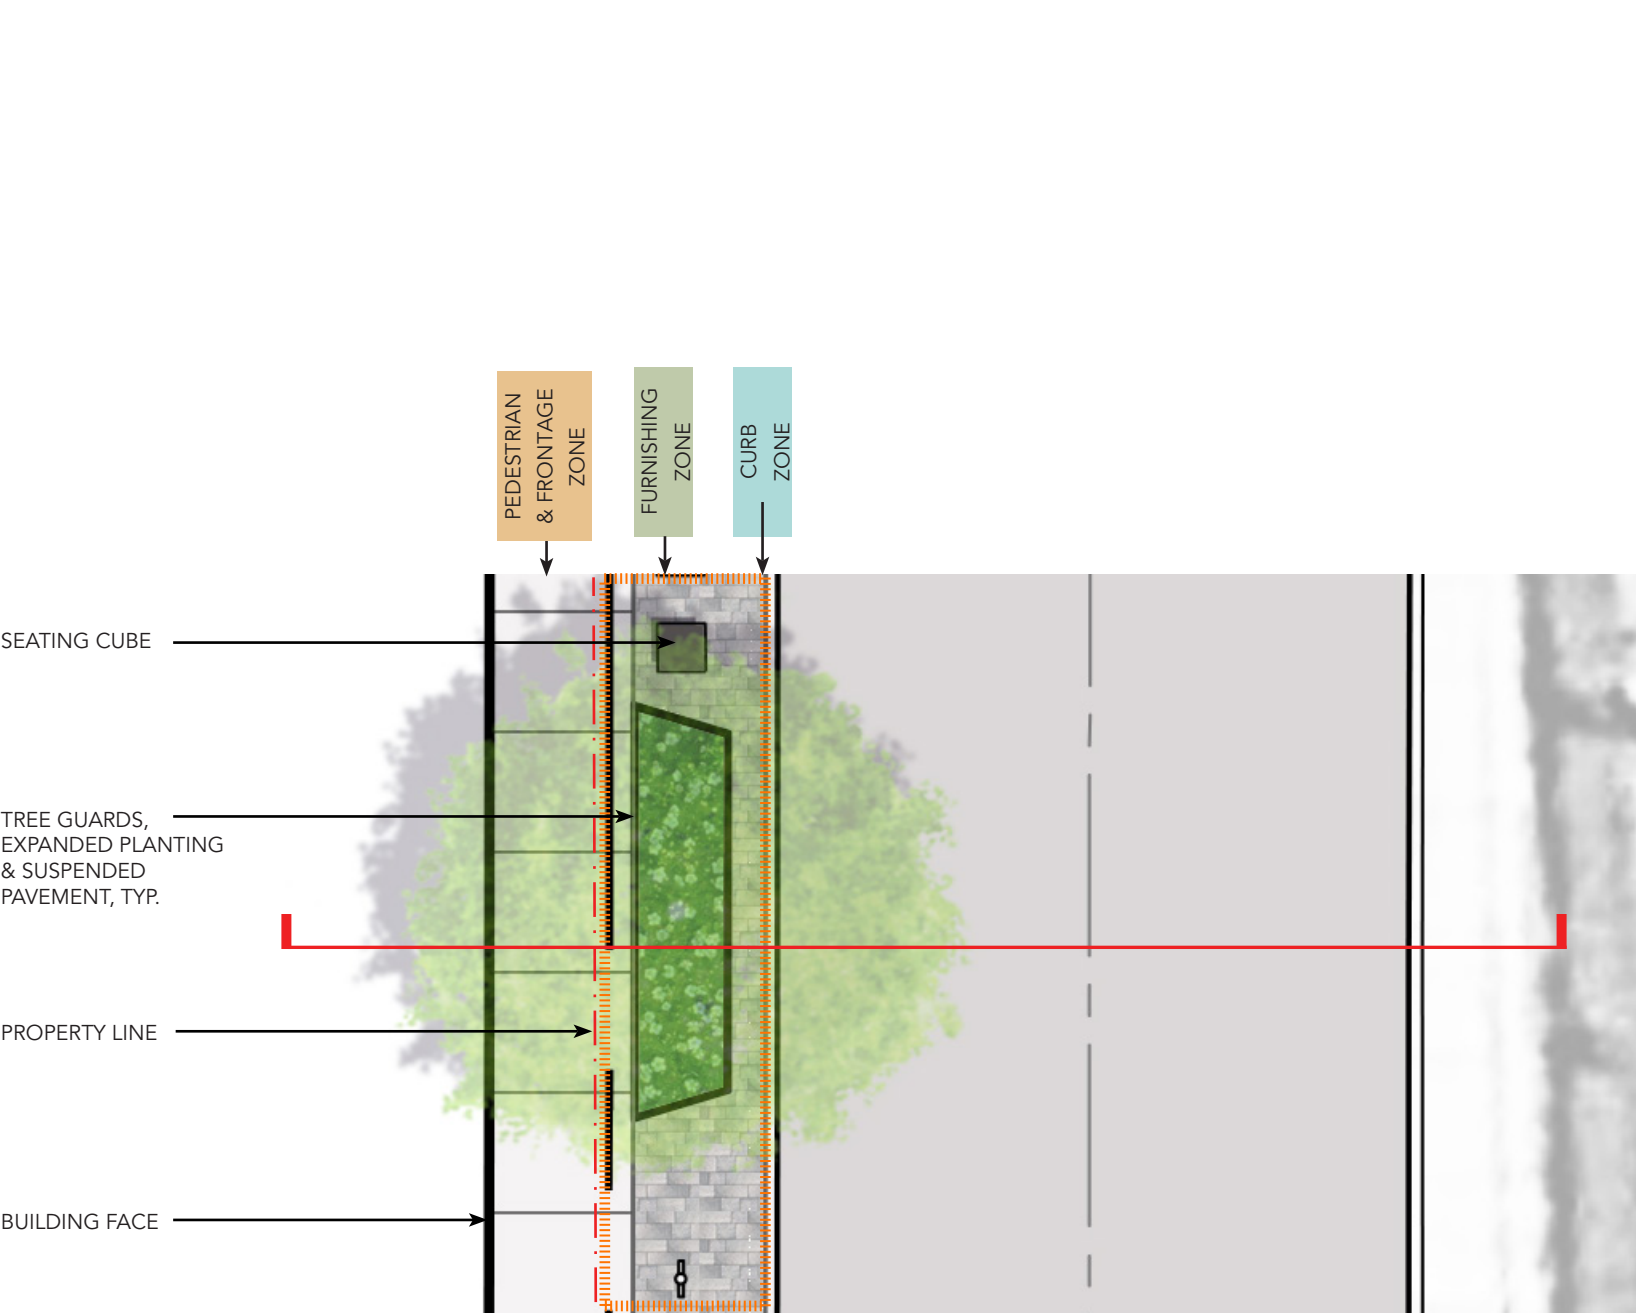 PEDESTRIAN
& FRONTAGE
ZONE
FURNISHING
ZONE
CURB
ZONE
SEATING CUBE
TREE GUARDS,
EXPANDED PLANTING
& SUSPENDED
PAVEMENT, TYP.
PROPERTY LINE
BUILDING FACE